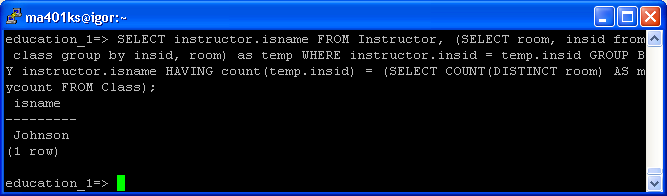 ma401ks@igor:~
education_1=> SELECT instructor.isname FROM Instructor, (SELECT room, insid from
 class group by insid, room) as temp WHERE instructor.insid = temp.insid GROUP B
Y instructor.isname HAVING count(temp.insid) = (SELECT COUNT(DISTINCT room) AS m
ycount FROM Class);
 isname
---------
 Johnson
(1 row)
education_1=>